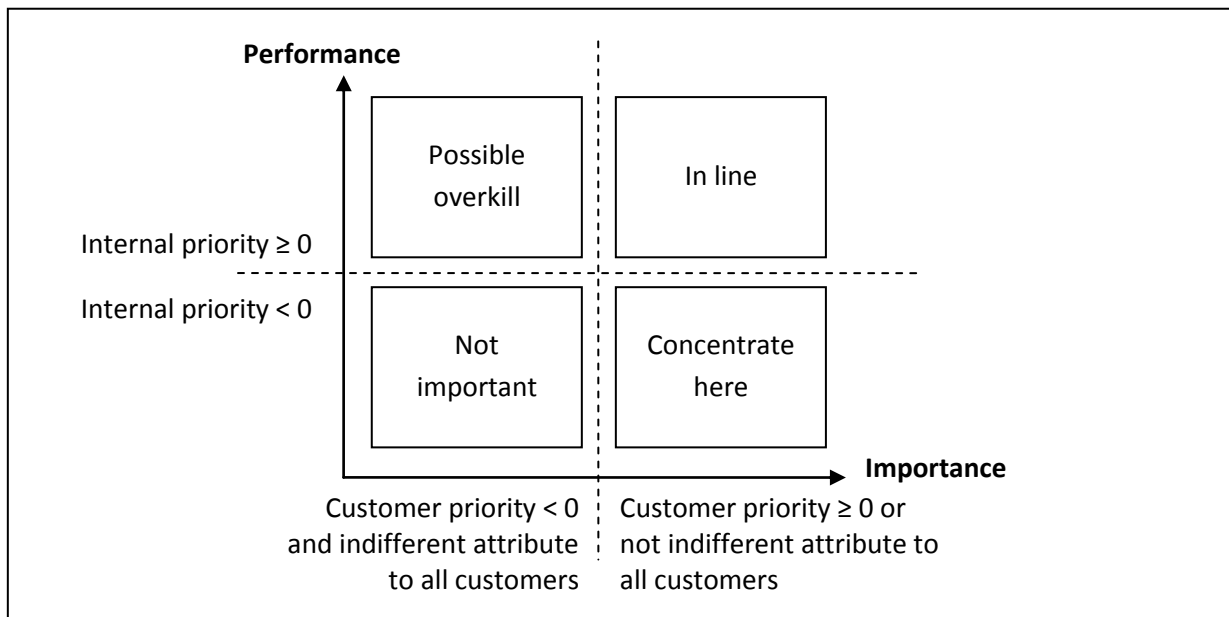 Performance
Possible
overkill
In line
Internal priority ≥ 0
Internal priority < 0
Not
important
Concentrate
here
Importance
Customer priority < 0
and indifferent attribute
to all customers
Customer priority ≥ 0 or
not indifferent attribute to
all customers